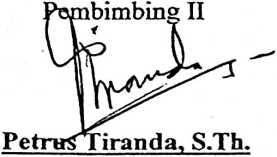 Pembimbing II
Petrus Tiranda, S.Th.